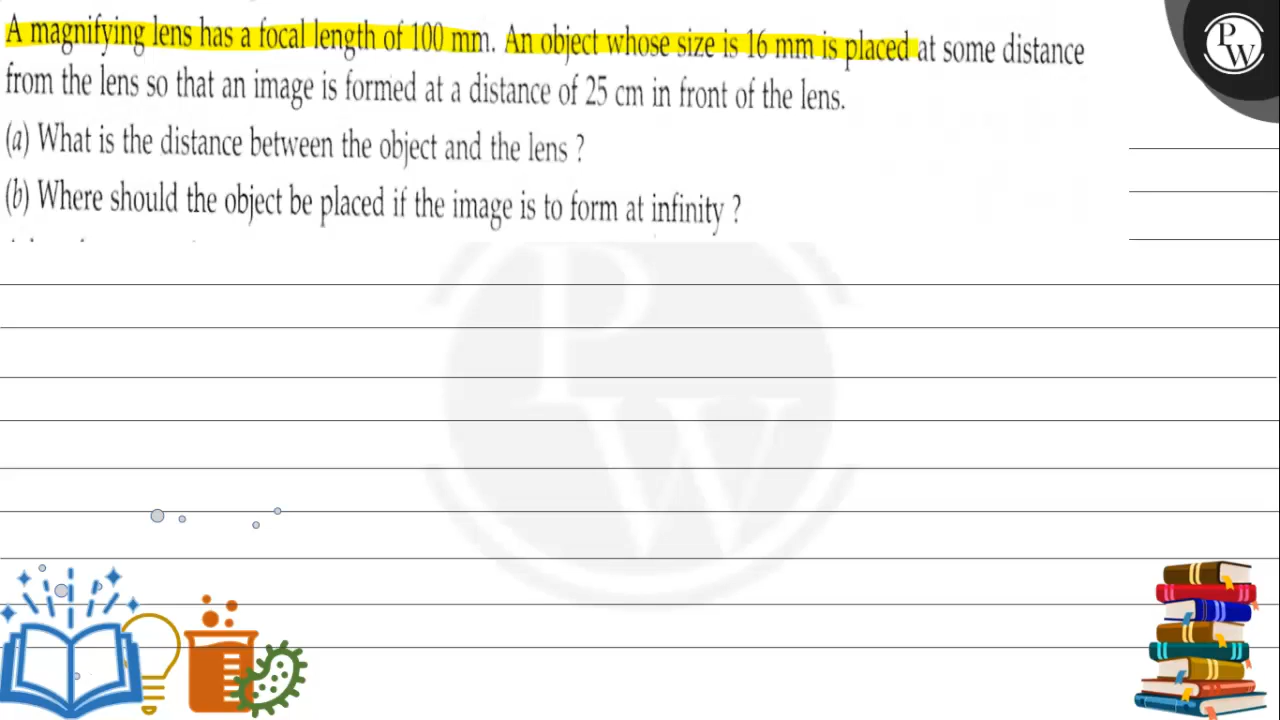 A magnifying lens has a focal length of 100 mm. An object whose size is 16 mm is placed at some distance
from the lens so that an image is formed at a distance of 25 cm in front of the lens.
(a) What is the distance between the object and the lens ?
(b) Where should the object be placed if the image is to form at infinity ?
P
W
P
W